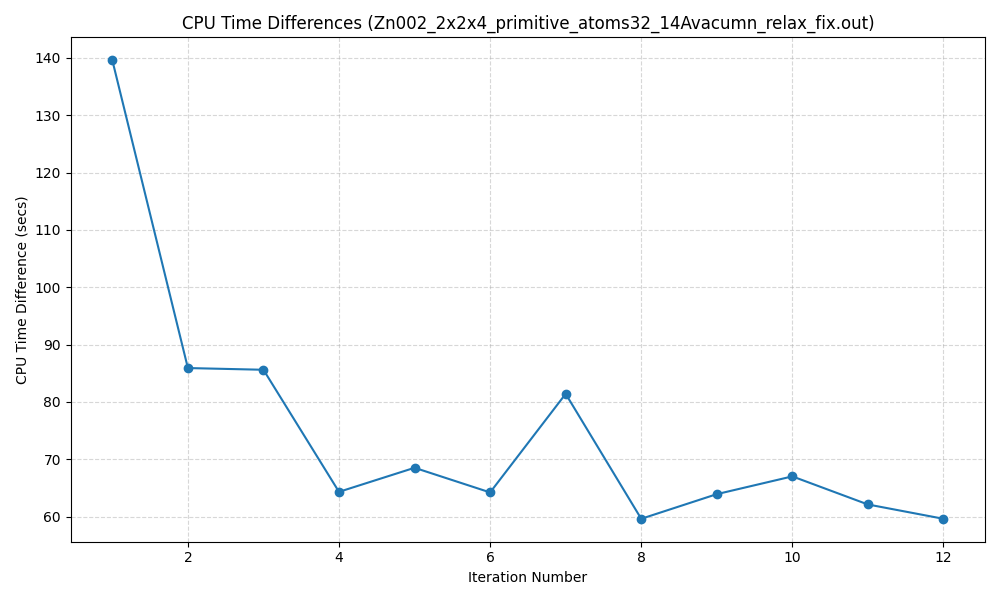 CPU Time Differences (Zn002_2x2x4_primitive_atoms32_14Avacumn_relax_fix.out)
CPU Time Difference (secs)
140
130
120
110
100
90
80
70
60
2 4 6 8 10 12
Iteration Number